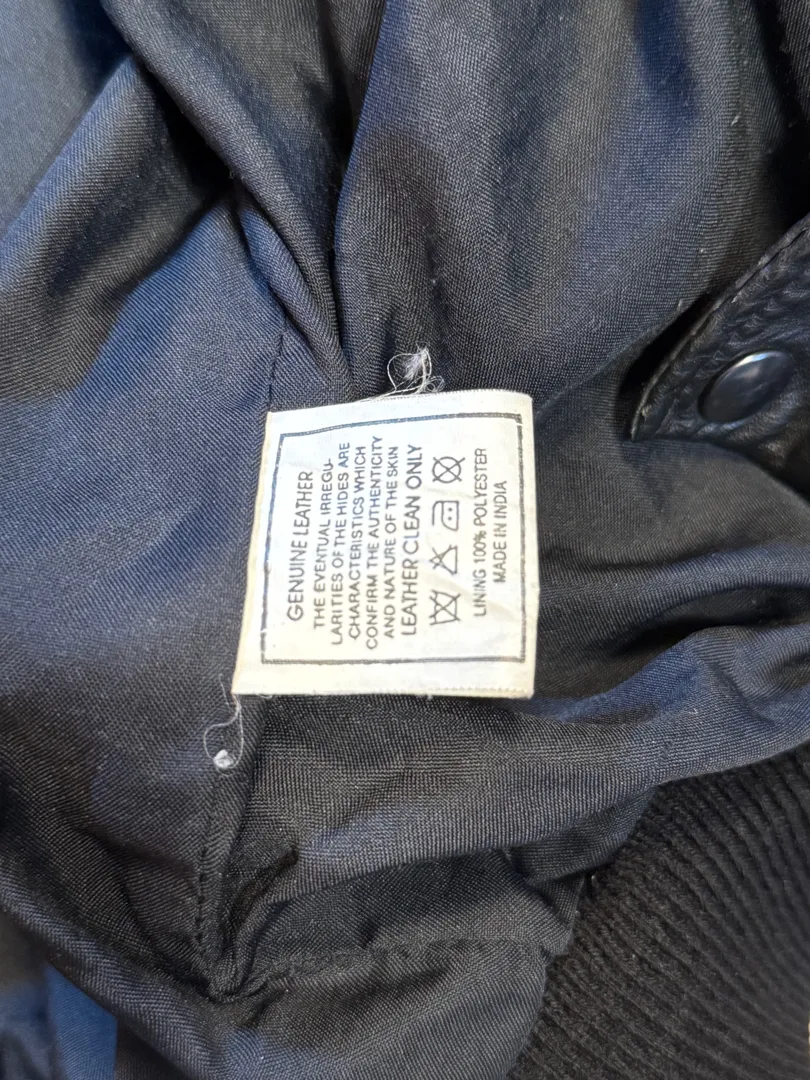 GENUINE LEATHER
THE EVENTUAL IRREGU-
LARITIES OF THE HIDES ARE
CHARACTERISTICS WHICH
CONFIRM THE AUTHENTICITY
AND NATURE OF THE SKIN
LEATHER CLEAN ONLY
LINING 100% POLYESTER
MADE IN INDIA